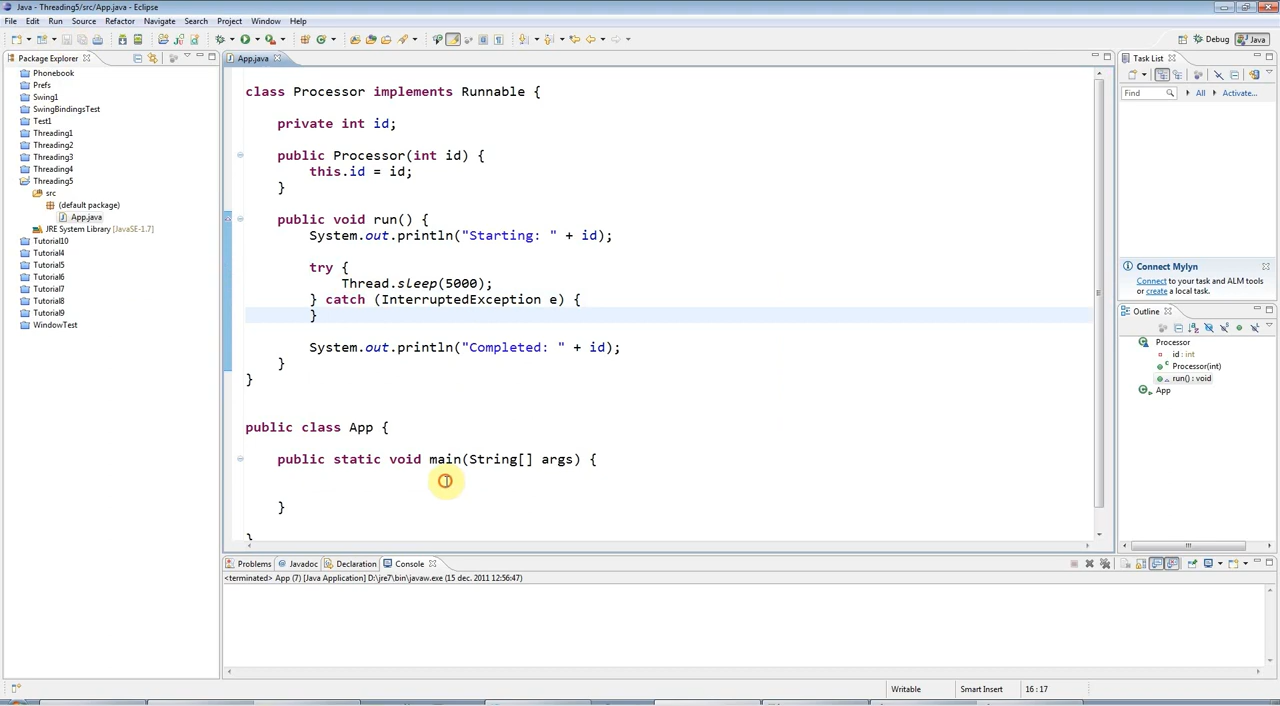 Java - Threading5/src/App.java - Eclipse
File Edit Run Source Refactor Navigate Search Project Window Help
Debug Java
Package Explorer
App.java
Task List
Phonebook
Prefs
Swing1
SwingBindingsTest
Test1
Threading1
Threading2
Threading3
Threading4
Threading5
src
(default package)
App.java
JRE System Library [JavaSE-1.7]
Tutorial10
Tutorial4
Tutorial5
Tutorial6
Tutorial7
Tutorial8
Tutorial9
WindowTest
class Processor implements Runnable {
private int id;
public Processor(int id) {
this.id = id;
}
public void run() {
System.out.println("Starting: " + id);
try {
Thread.sleep(5000);
} catch (InterruptedException e) {
}
System.out.println("Completed: " + id);
}
}
public class App {
public static void main(String[] args) {
}
}
Find All Activate...
Connect Mylyn
Connect to your task and ALM tools
or create a local task.
Outline
Processor
id : int
Processor(int)
run() : void
App
Problems Javadoc Declaration Console
<terminated> App (7) [Java Application] D:\jre7\bin\javaw.exe (15 dec. 2011 12:56:47)
Writable Smart Insert 16 : 17